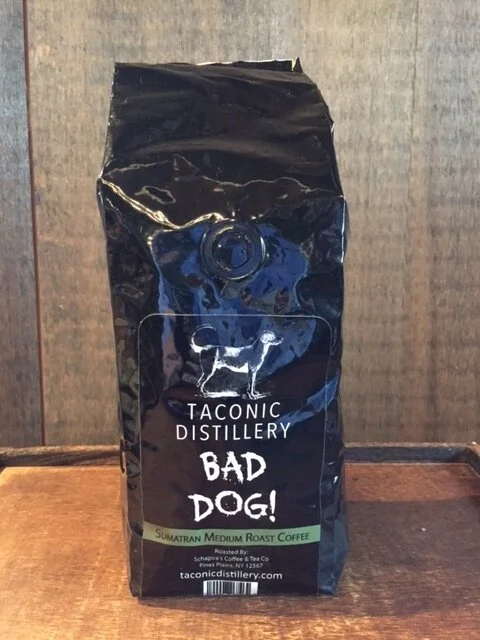 TACONIC
DISTILLERY
BAD
DOG!
SUMATRAN MEDIUM ROAST COFFEE
Roasted By:
Schapira's Coffee & Tea Co
Pines Plains, NY 12567
taconicdistillery.com